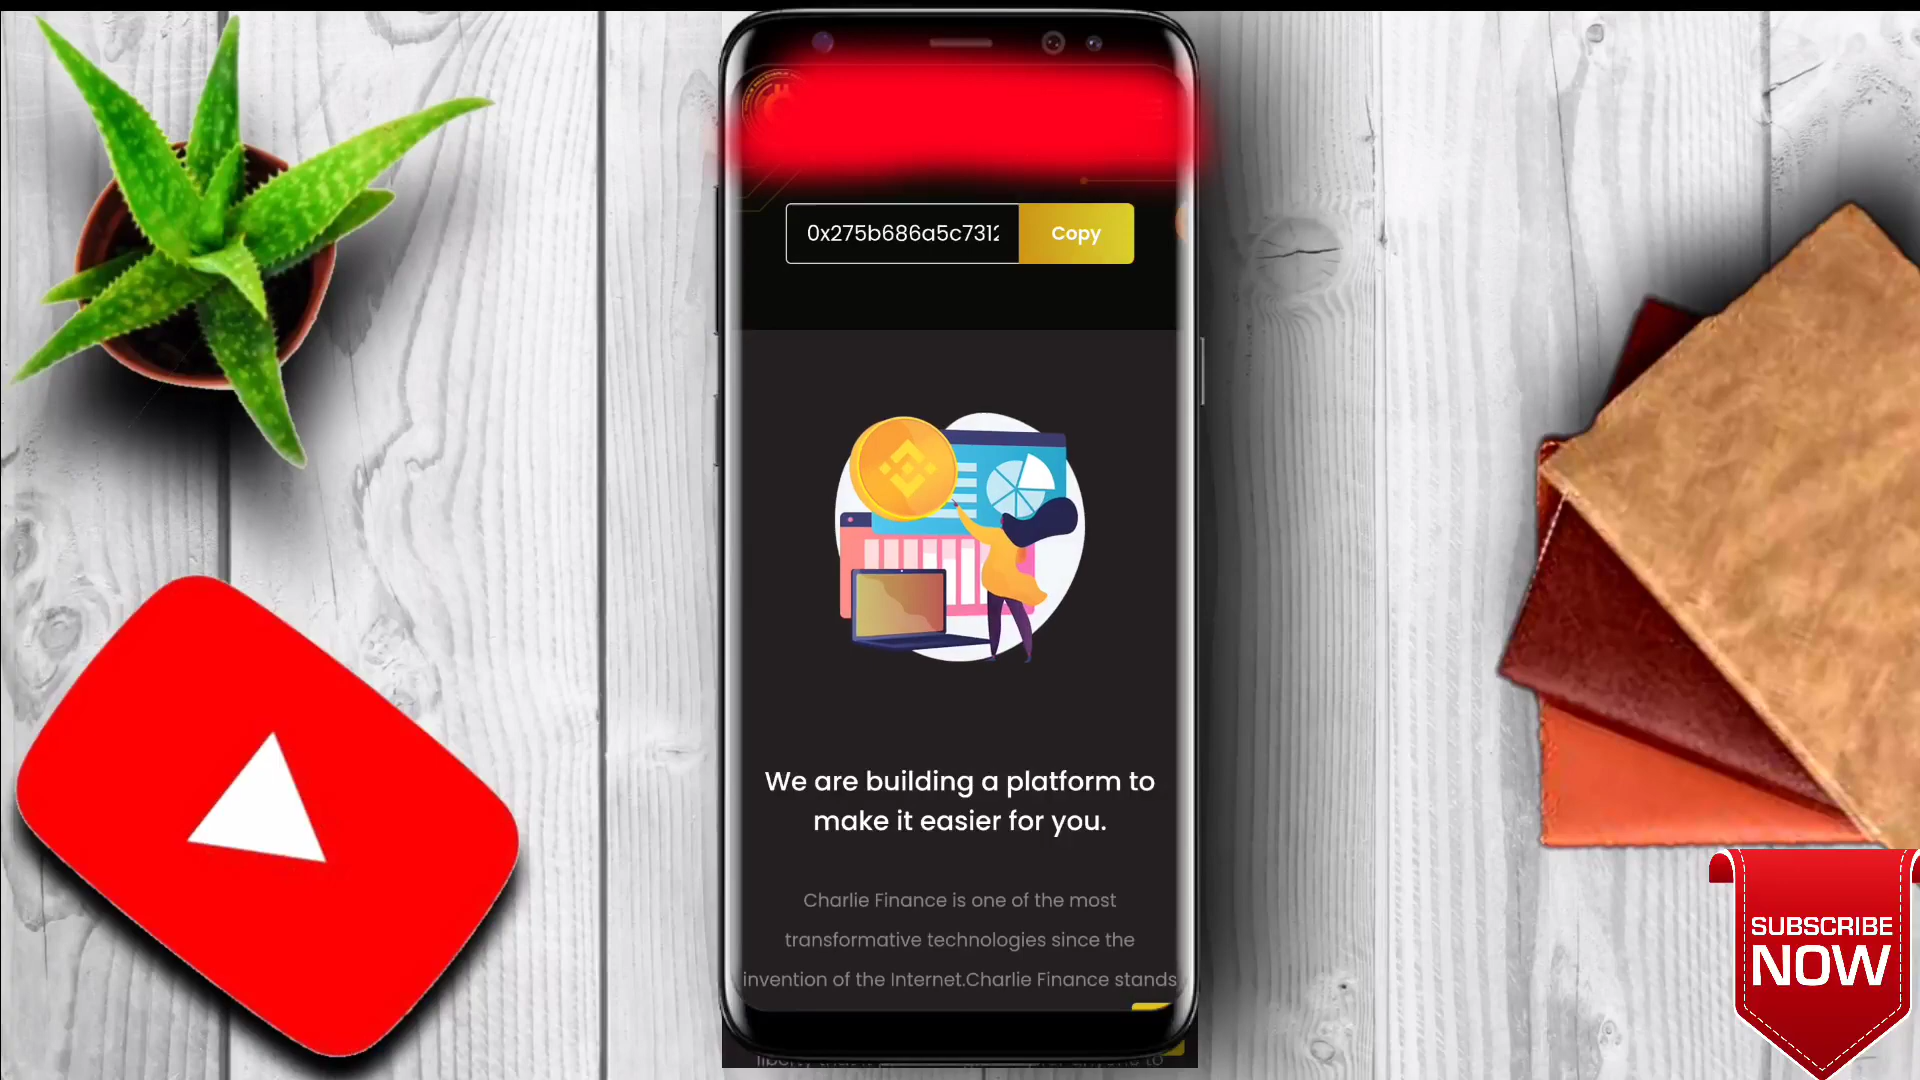 0x275b686a5c7312
Copy
We are building a platform to
make it easier for you.
Charlie Finance is one of the most
transformative technologies since the
invention of the Internet.Charlie Finance stands
SUBSCRIBE
NOW